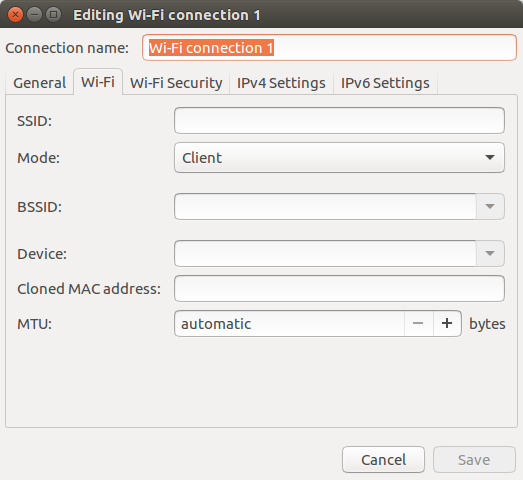 Editing Wi-Fi connection 1
Connection name: Wi-Fi connection 1
General Wi-Fi Wi-Fi Security IPv4 Settings IPv6 Settings
SSID:
Mode: Client
BSSID:
Device:
Cloned MAC address:
MTU: automatic − + bytes
Cancel Save